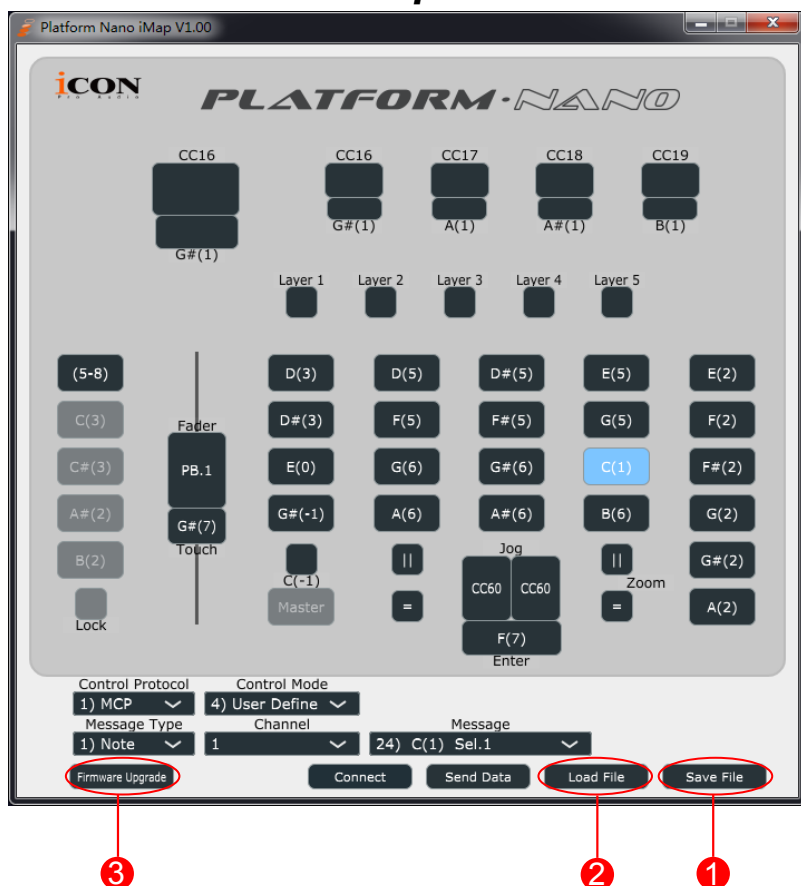 Platform Nano iMap V1.00
iCON
Pro Audio
PLATFORM·NANO
CC16 CC16 CC17 CC18 CC19
G#(1) A(1) A#(1) B(1)
G#(1)
Layer 1 Layer 2 Layer 3 Layer 4 Layer 5
(5-8) D(3) D(5) D#(5) E(5) E(2)
C(3) Fader D#(3) F(5) F#(5) G(5) F(2)
C#(3) PB.1 E(0) G(6) G#(6) C(1) F#(2)
A#(2) G#(7) G#(-1) A(6) A#(6) B(6) G(2)
Touch Jog
B(2) || || G#(2)
C(-1) CC60 CC60 Zoom
Master = = A(2)
Lock F(7)
Enter
Control Protocol Control Mode
1) MCP 4) User Define
Message Type Channel Message
1) Note 1 24) C(1) Sel.1
Firmware Upgrade Connect Send Data Load File Save File
3 2 1